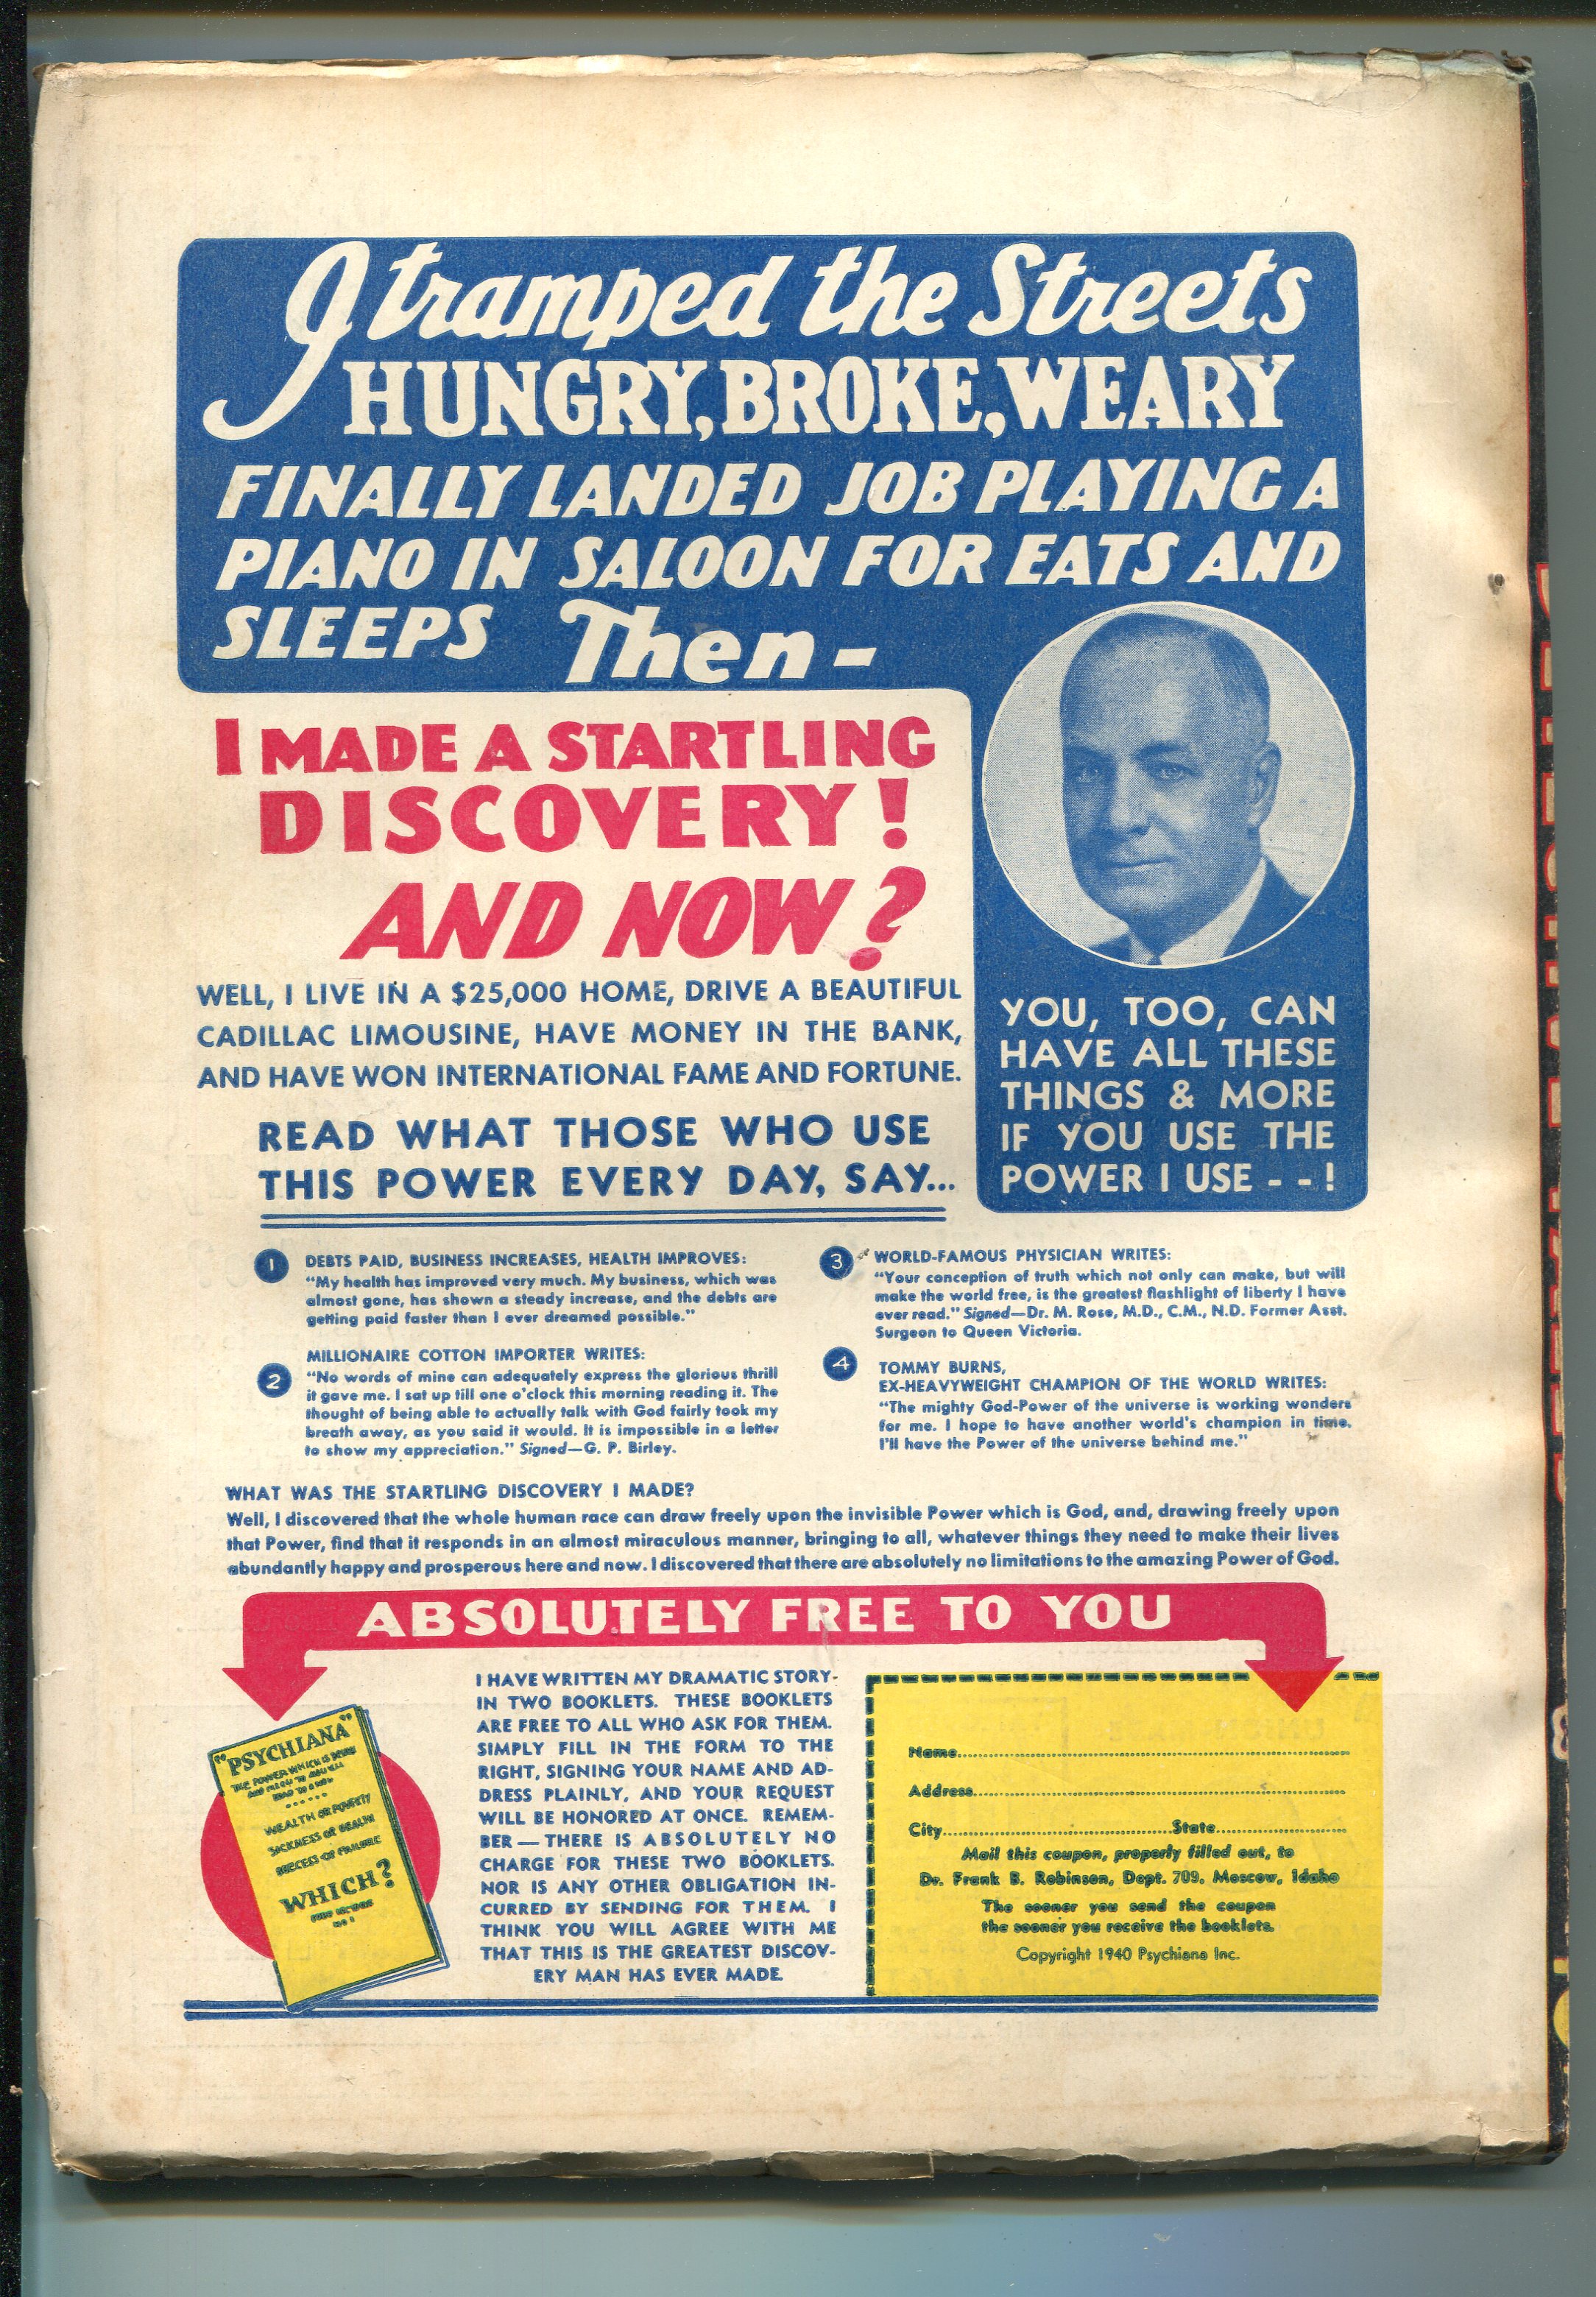 I tramped the Streets
HUNGRY, BROKE, WEARY
FINALLY LANDED JOB PLAYING A
PIANO IN SALOON FOR EATS AND
SLEEPS Then -
I MADE A STARTLING
DISCOVERY!
AND NOW?
WELL, I LIVE IN A $25,000 HOME, DRIVE A BEAUTIFUL
CADILLAC LIMOUSINE, HAVE MONEY IN THE BANK,
AND HAVE WON INTERNATIONAL FAME AND FORTUNE.
READ WHAT THOSE WHO USE
THIS POWER EVERY DAY, SAY...
YOU, TOO, CAN
HAVE ALL THESE
THINGS & MORE
IF YOU USE THE
POWER I USE - - !
1 DEBTS PAID, BUSINESS INCREASES, HEALTH IMPROVES:
"My health has improved very much. My business, which was
almost gone, has shown a steady increase, and the debts are
getting paid faster than I ever dreamed possible."
2 MILLIONAIRE COTTON IMPORTER WRITES:
"No words of mine can adequately express the glorious thrill
it gave me. I sat up till one o'clock this morning reading it. The
thought of being able to actually talk with God fairly took my
breath away, as you said it would. It is impossible in a letter
to show my appreciation." Signed—G. P. Birley.
3 WORLD-FAMOUS PHYSICIAN WRITES:
"Your conception of truth which not only can make, but will
make the world free, is the greatest flashlight of liberty I have
ever read." Signed—Dr. M. Rose, M.D., C.M., N.D. Former Asst.
Surgeon to Queen Victoria.
4 TOMMY BURNS,
EX-HEAVYWEIGHT CHAMPION OF THE WORLD WRITES:
"The mighty God-Power of the universe is working wonders
for me. I hope to have another world's champion in time.
I'll have the Power of the universe behind me."
WHAT WAS THE STARTLING DISCOVERY I MADE?
Well, I discovered that the whole human race can draw freely upon the invisible Power which is God, and, drawing freely upon
that Power, find that it responds in an almost miraculous manner, bringing to all, whatever things they need to make their lives
abundantly happy and prosperous here and now. I discovered that there are absolutely no limitations to the amazing Power of God.
ABSOLUTELY FREE TO YOU
"PSYCHIANA"
THE POWER WHICH IS
WEALTH OR POVERTY
SICKNESS OR HEALTH
SUCCESS OR FAILURE
WHICH?
I HAVE WRITTEN MY DRAMATIC STORY-
IN TWO BOOKLETS. THESE BOOKLETS
ARE FREE TO ALL WHO ASK FOR THEM.
SIMPLY FILL IN THE FORM TO THE
RIGHT, SIGNING YOUR NAME AND AD-
DRESS PLAINLY, AND YOUR REQUEST
WILL BE HONORED AT ONCE. REMEM-
BER — THERE IS ABSOLUTELY NO
CHARGE FOR THESE TWO BOOKLETS.
NOR IS ANY OTHER OBLIGATION IN-
CURRED BY SENDING FOR THEM. I
THINK YOU WILL AGREE WITH ME
THAT THIS IS THE GREATEST DISCOV-
ERY MAN HAS EVER MADE.
Name
Address
City State
Mail this coupon, properly filled out, to
Dr. Frank B. Robinson, Dept. 709, Moscow, Idaho
The sooner you send the coupon
the sooner you receive the booklets.
Copyright 1940 Psychiana Inc.